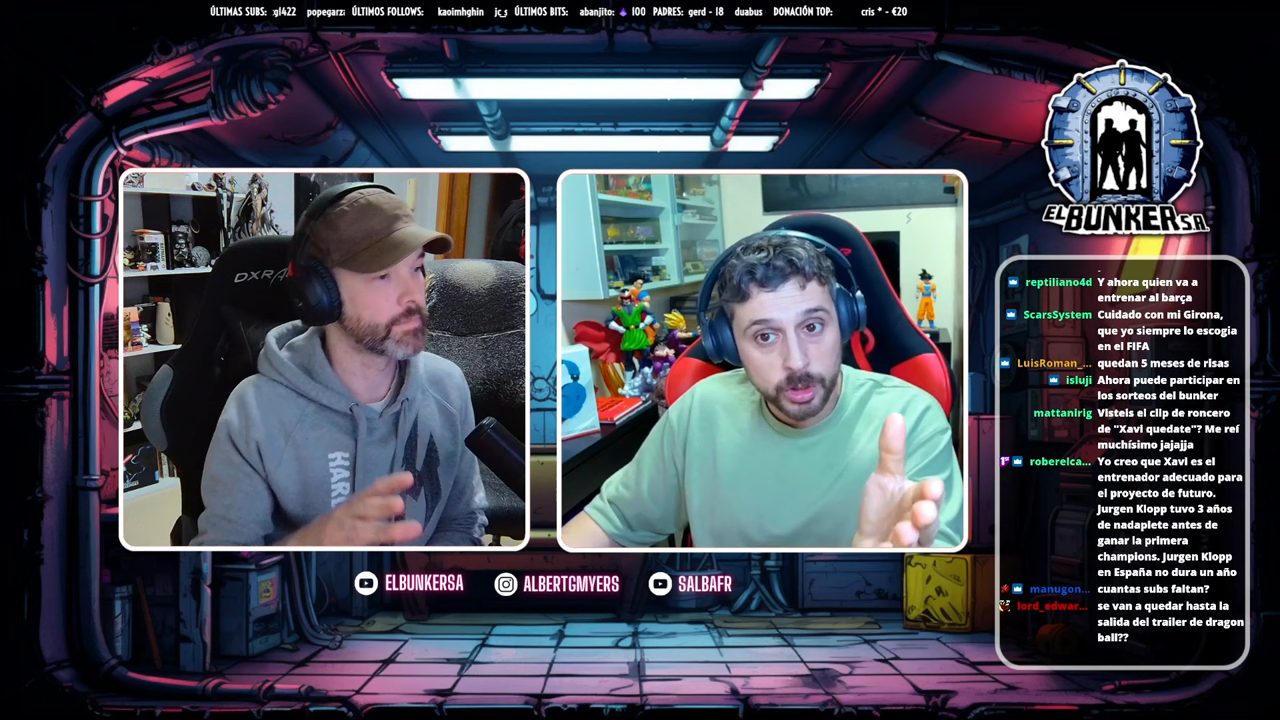 ÚLTIMAS SUBS: popegarz ÚLTIMOS FOLLOWS: kaoimhghin ÚLTIMOS BITS: abanjito: 100 PADRES: gerd - 18 duabus DONACIÓN TOP: cris * - €20
EL BUNKER S.A.
DXRA
HARD
reptiliano4d Y ahora quien va a
entrenar al barça
ScarsSystem Cuidado con mi Girona,
que yo siempre lo escogia
en el FIFA
LuisRoman_... quedan 5 meses de risas
isluji Ahora puede participar en
los sorteos del bunker
mattanirig Visteis el clip de roncero
de "Xavi quedate"? Me reí
muchísimo jajajja
roberelca... Yo creo que Xavi es el
entrenador adecuado para
el proyecto de futuro.
Jurgen Klopp tuvo 3 años
de nadaplete antes de
ganar la primera
champions. Jurgen Klopp
en España no dura un año
manugon... cuantas subs faltan?
lord_edwar... se van a quedar hasta la
salida del trailer de dragon
ball??
ELBUNKERSA ALBERTGMYERS SALBAFR